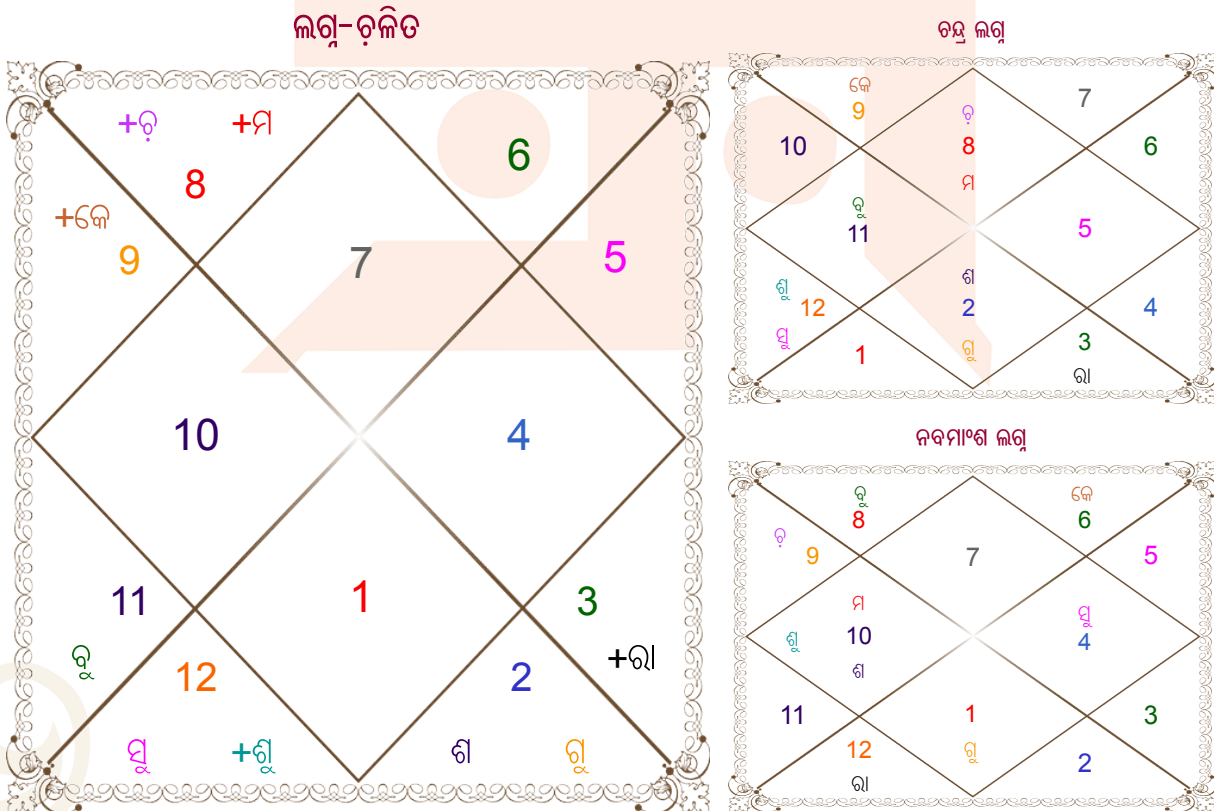 ଲଗ୍ନ-ଚ଼ଳିତ
+ଚ଼ +ମ
6
8
+କେ
9
7
5
10
4
11
1
3
ବୁ
12
2
+ରା
ସୁ +ଶୁ ଶ ଗୁ
ଚନ୍ଦ୍ର ଲଗ୍ନ
କେ
9
ଚ଼
7
10
8
6
ମ
ବୁ
11
5
ଶ
ଶୁ
12
2
4
ସୁ
1
ଗୁ
3
ରା
ନବମାଂଶ ଲଗ୍ନ
ବୁ
8
କେ
6
ଚ଼
9
7
5
ମ
ସୁ
ଶୁ
10
4
ଶ
11
1
3
12
ଗୁ
2
ରା